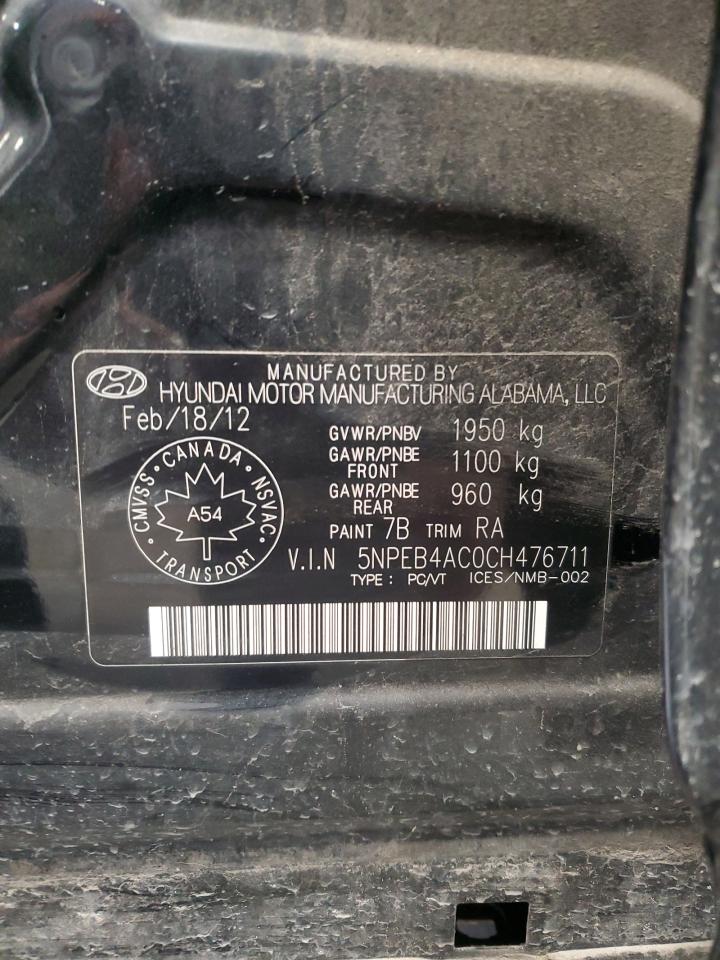 MANUFACTURED BY
HYUNDAI MOTOR MANUFACTURING ALABAMA, LLC
Feb/18/12
GVWR/PNBV 1950 kg
GAWR/PNBE FRONT 1100 kg
GAWR/PNBE REAR 960 kg
CMVSS • CANADA • NSVAC • TRANSPORT •
A54
PAINT 7B TRIM RA
V.I.N 5NPEB4AC0CH476711
TYPE: PC/VT ICES/NMB-002